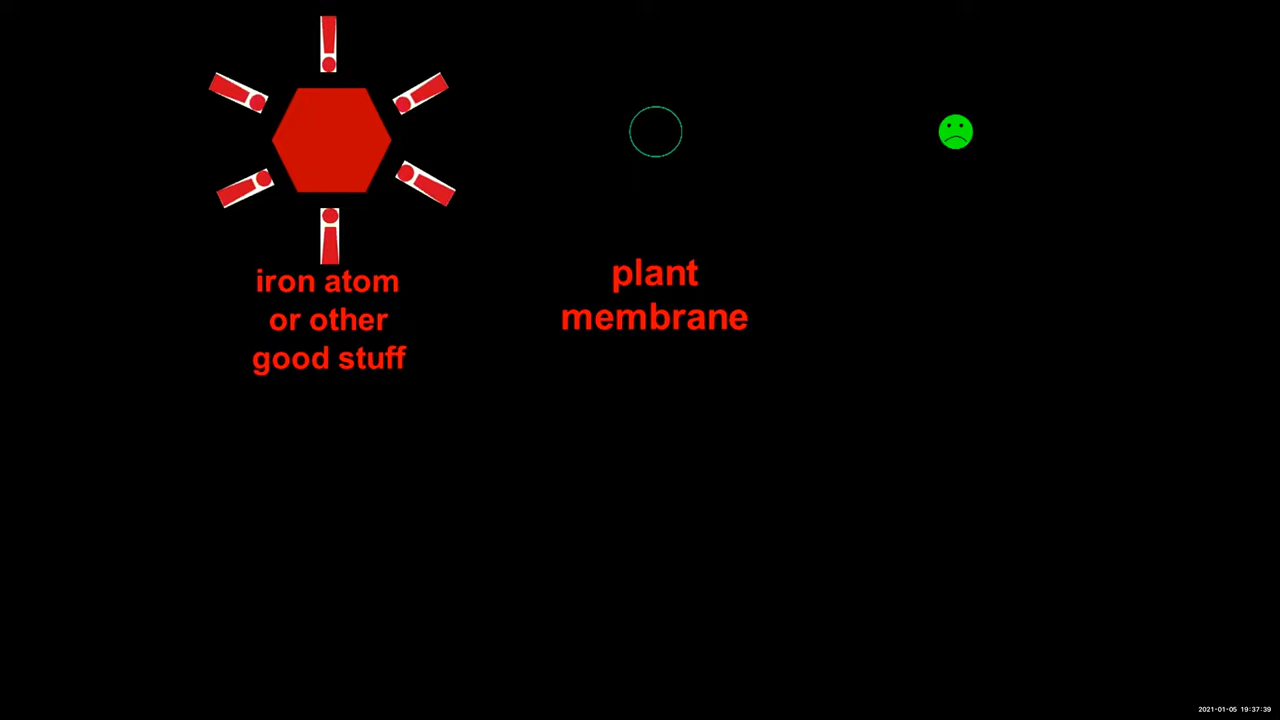 iron atom
or other
good stuff
plant
membrane
2021-01-05 19:37:39